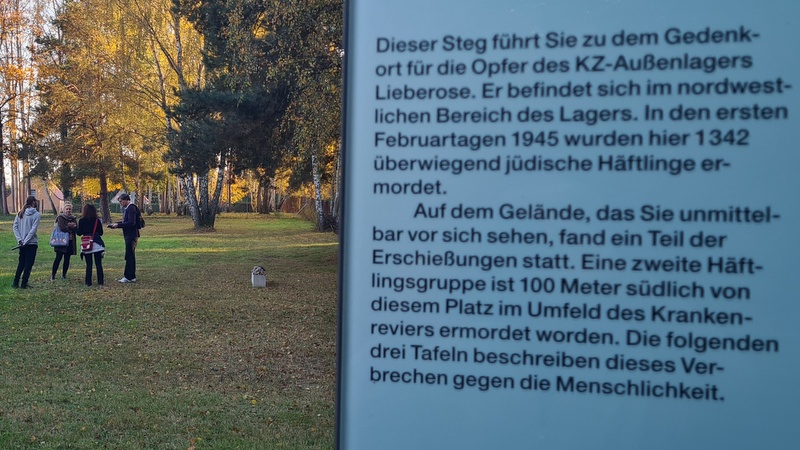 Dieser Steg führt Sie zu dem Gedenk-
ort für die Opfer des KZ-Außenlagers
Lieberose. Er befindet sich im nordwest-
lichen Bereich des Lagers. In den ersten
Februartagen 1945 wurden hier 1342
überwiegend jüdische Häftlinge er-
mordet.
Auf dem Gelände, das Sie unmittel-
bar vor sich sehen, fand ein Teil der
Erschießungen statt. Eine zweite Häft-
lingsgruppe ist 100 Meter südlich von
diesem Platz im Umfeld des Kranken-
reviers ermordet worden. Die folgenden
drei Tafeln beschreiben dieses Ver-
brechen gegen die Menschlichkeit.